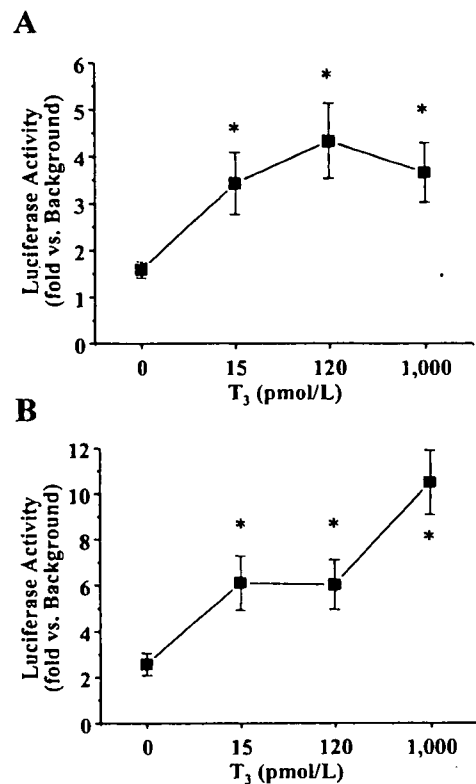 A
Luciferase Activity
(fold vs. Background)
6
5
4
3
2
1
0
*
*
*
0 15 120 1,000
T3 (pmol/L)
B
Luciferase Activity
(fold vs. Background)
12
10
8
6
4
2
0
*
*
*
0 15 120 1,000
T3 (pmol/L)